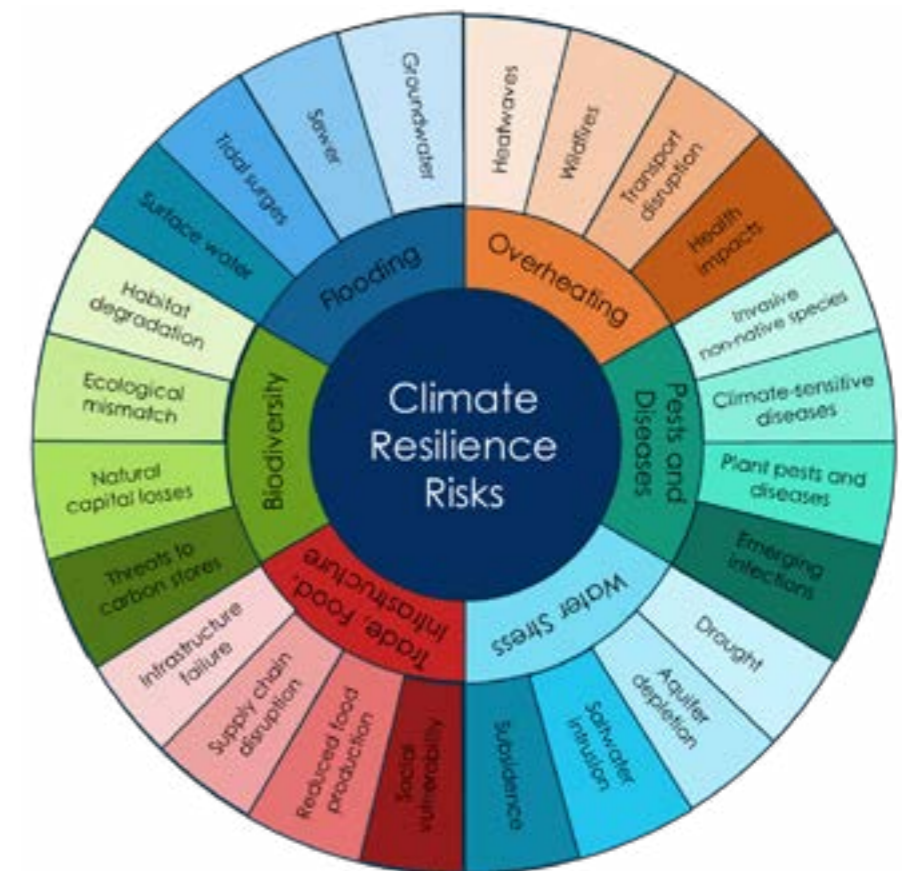 Climate
Resilience
Risks
Overheating
Heatwaves
Wildfires
Transport
disruption
Health
impacts
Pests and
Diseases
Invasive
non-native species
Climate-sensitive
diseases
Plant pests and
diseases
Emerging
infections
Water Stress
Drought
Aquifer
depletion
Saltwater
intrusion
Subsidence
Trade, Food,
Infrastructure
Social
vulnerability
Reduced food
production
Supply chain
disruption
Infrastructure
failure
Biodiversity
Threats to
carbon stores
Natural
capital losses
Ecological
mismatch
Habitat
degradation
Flooding
Surface water
Tidal surges
Sewer
Groundwater